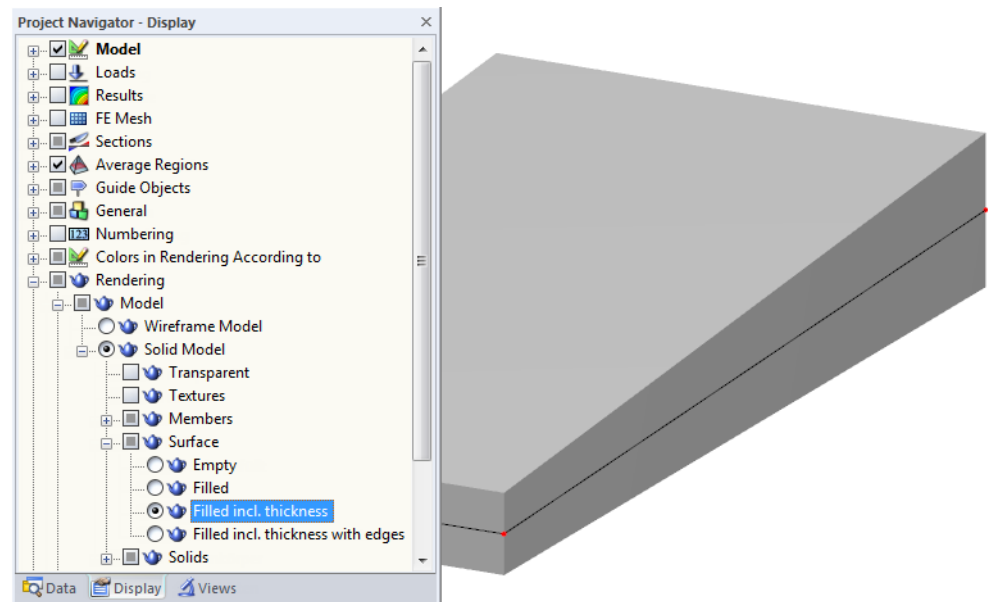 Project Navigator - Display
Model
Loads
Results
FE Mesh
Sections
Average Regions
Guide Objects
General
123 Numbering
Colors in Rendering According to
Rendering
Model
Wireframe Model
Solid Model
Transparent
Textures
Members
Surface
Empty
Filled
Filled incl. thickness
Filled incl. thickness with edges
Solids
Data Display Views